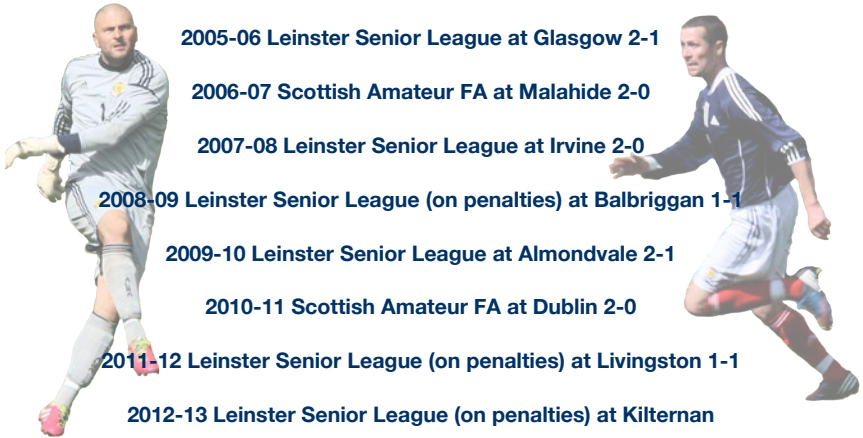 2005-06 Leinster Senior League at Glasgow 2-1
2006-07 Scottish Amateur FA at Malahide 2-0
2007-08 Leinster Senior League at Irvine 2-0
2008-09 Leinster Senior League (on penalties) at Balbriggan 1-1
2009-10 Leinster Senior League at Almondvale 2-1
2010-11 Scottish Amateur FA at Dublin 2-0
2011-12 Leinster Senior League (on penalties) at Livingston 1-1
2012-13 Leinster Senior League (on penalties) at Kilternan